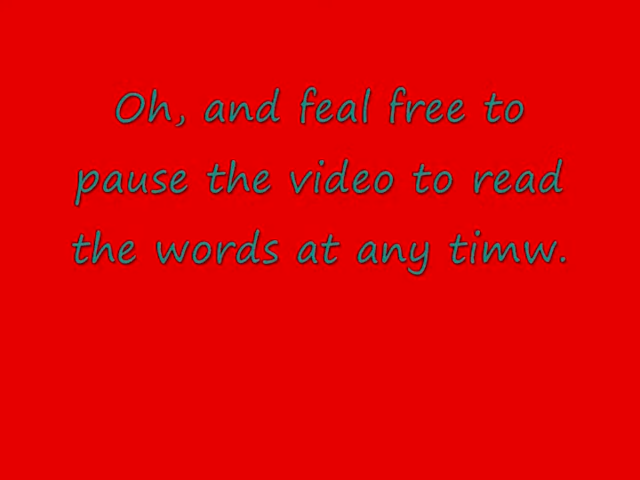 Oh, and feal free to
pause the video to read
the words at any timw.